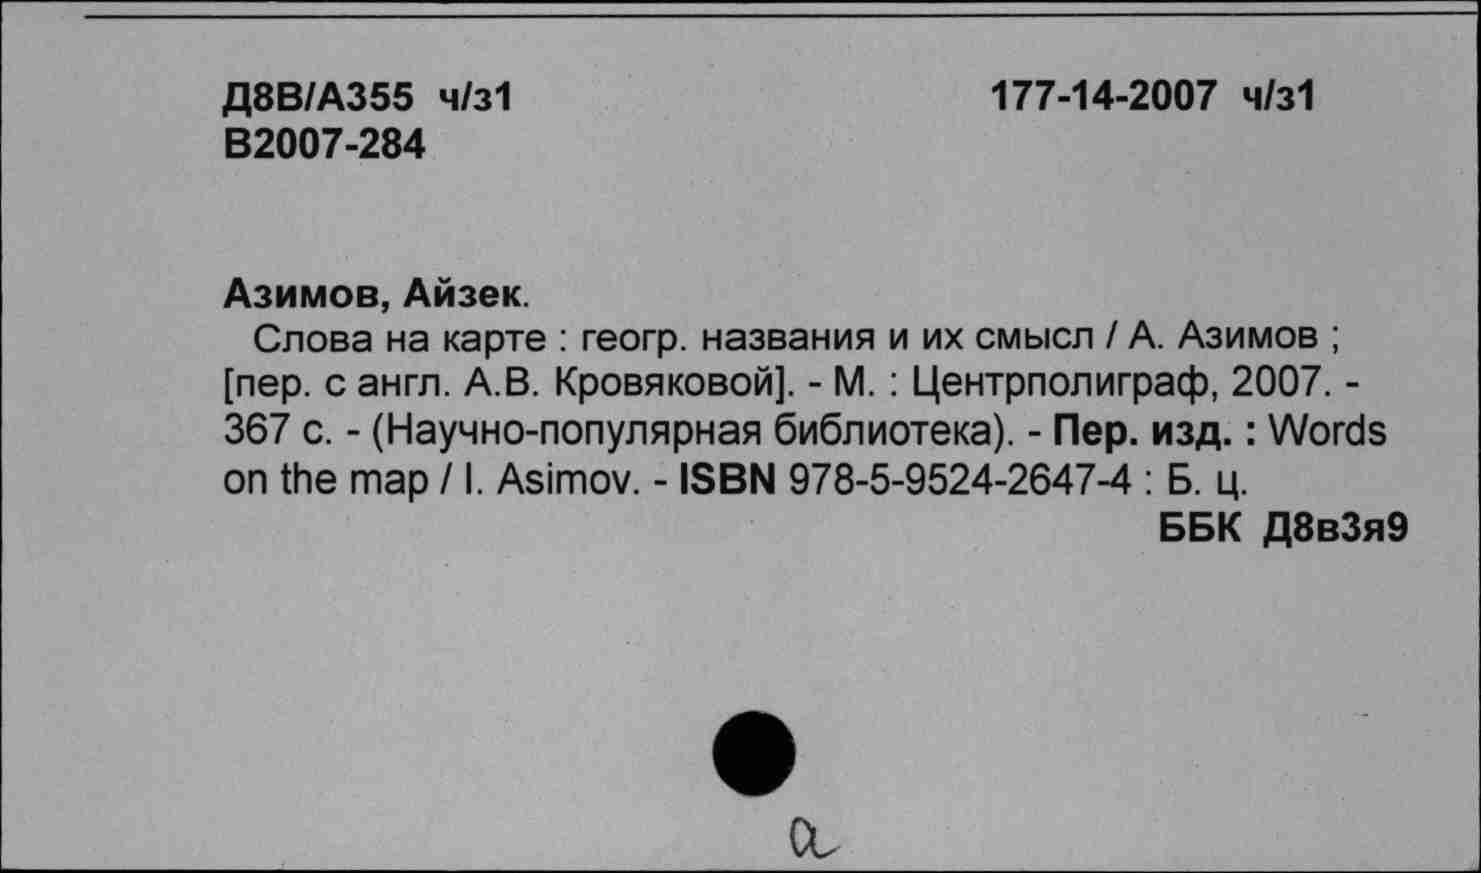 Д8В/А355 ч/з1 177-14-2007 ч/з1
В2007-284
Азимов, Айзек.
Слова на карте : геогр. названия и их смысл / А. Азимов ;
[пер. с англ. А.В. Кровяковой]. - М. : Центрполиграф, 2007. -
367 с. - (Научно-популярная библиотека). - Пер. изд. : Words
on the map / I. Asimov. - ISBN 978-5-9524-2647-4 : Б. ц.
ББК Д8в3я9
а